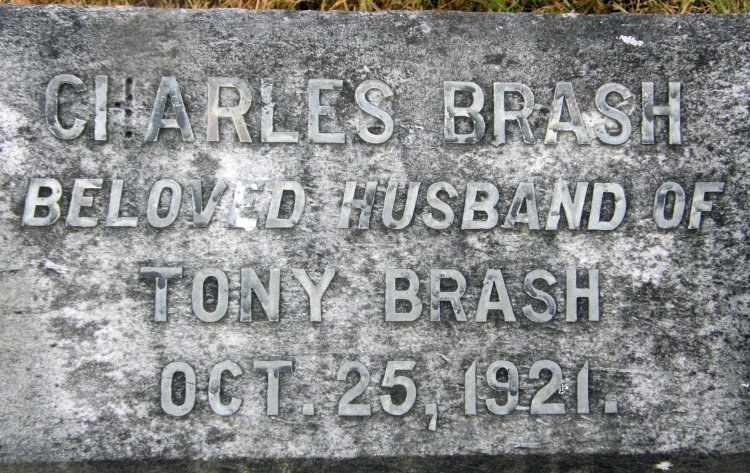 CHARLES BRASH
BELOVED HUSBAND OF
TONY BRASH
OCT. 25, 1921.